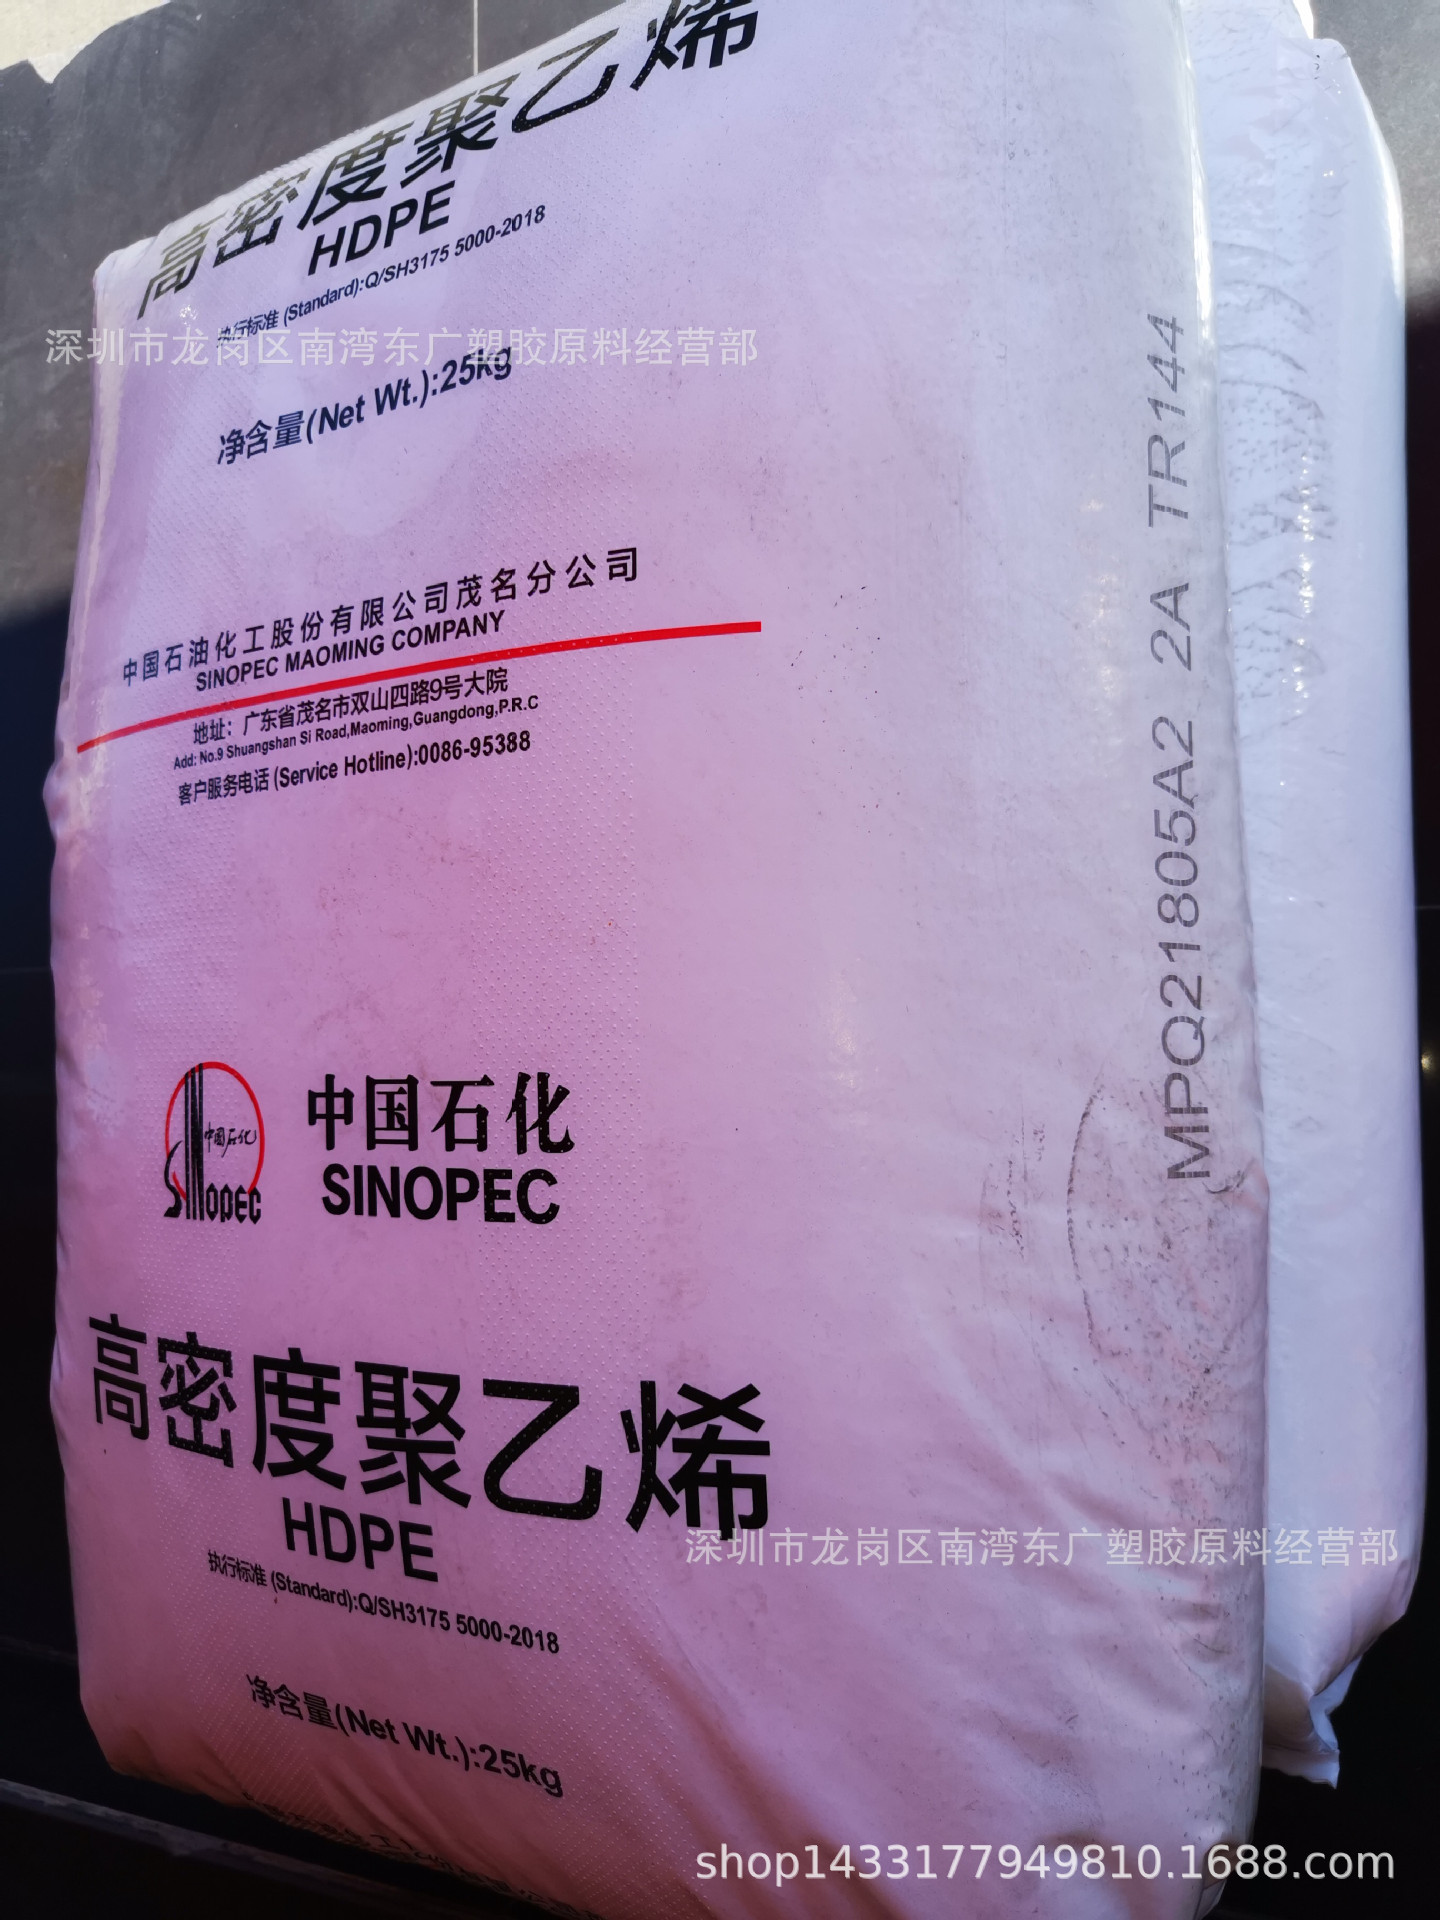 高密度聚乙烯
HDPE
执行标准 (Standard):Q/SH3175 5000-2018
深圳市龙岗区南湾东广塑胶原料经营部
净含量(Net Wt.):25kg
中国石油化工股份有限公司茂名分公司
SINOPEC MAOMING COMPANY
地址：广东省茂名市双山四路9号大院
Add: No.9 Shuangshan Si Road,Maoming,Guangdong,P.R.C
客户服务电话 (Service Hotline):0086-95388
MPQ21805A2 2A TR144
中国石化
SINOPEC
中国石化
SINOPEC
高密度聚乙烯
HDPE
深圳市龙岗区南湾东广塑胶原料经营部
执行标准 (Standard):Q/SH3175 5000-2018
净含量(Net Wt.):25kg
shop1433177949810.1688.com